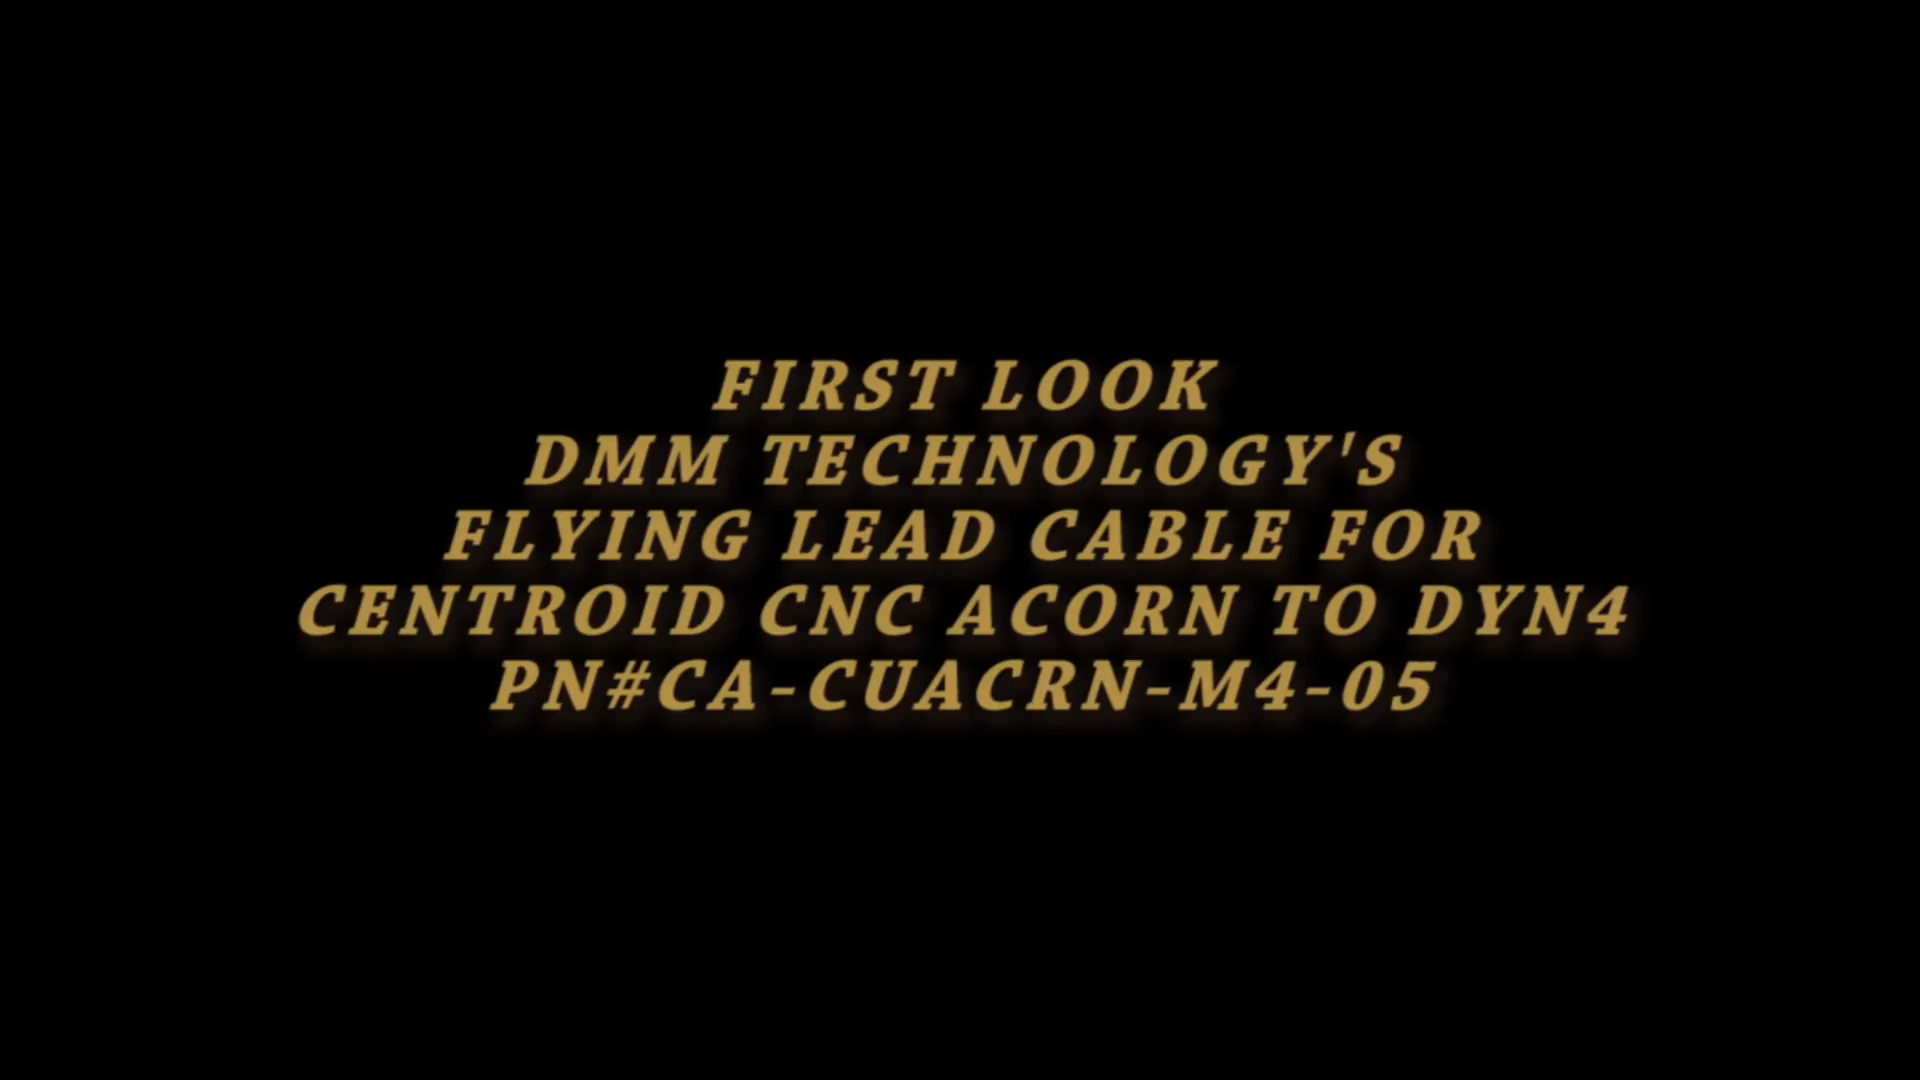 FIRST LOOK
DMM TECHNOLOGY'S
FLYING LEAD CABLE FOR
CENTROID CNC ACORN TO DYN4
PN#CA-CUACRN-M4-05